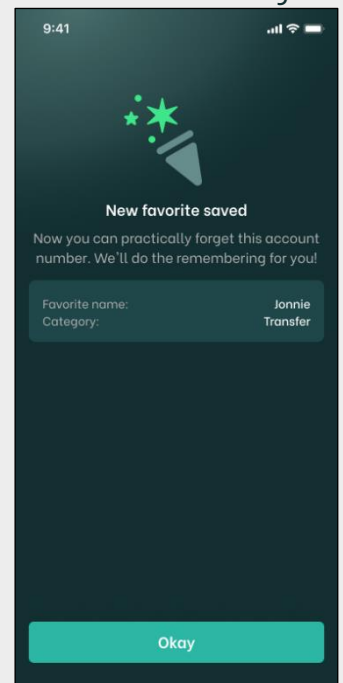 9:41
New favorite saved
Now you can practically forget this account
number. We'll do the remembering for you!
Favorite name: Jonnie
Category: Transfer
Okay